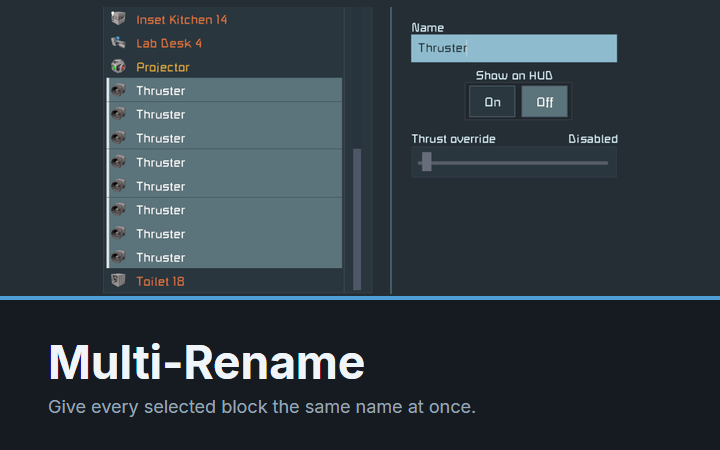 Inset Kitchen 14
Lab Desk 4
Projector
Thruster
Thruster
Thruster
Thruster
Thruster
Thruster
Thruster
Thruster
Toilet 18
Name
Thruster
Show on HUD
On
Off
Thrust override
Disabled
Multi-Rename
Give every selected block the same name at once.